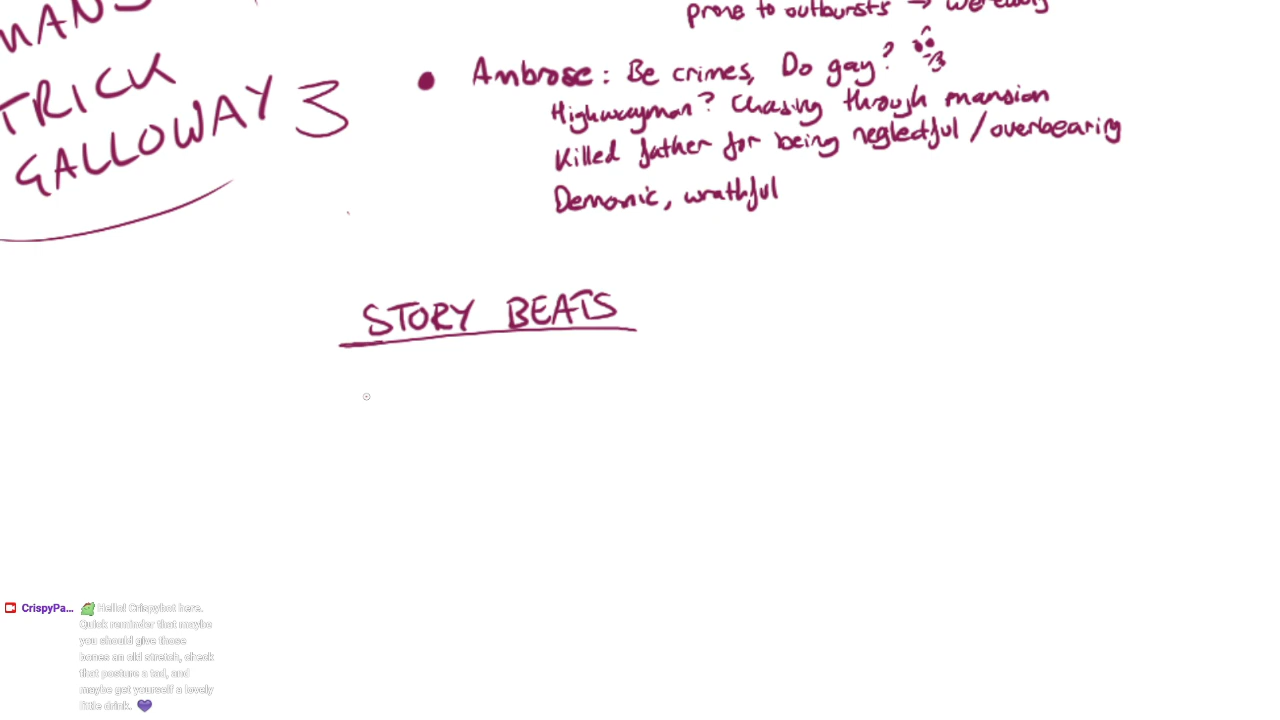 TRICK
GALLOWAY 3
prone to outbursts →
• Ambrose: Be crimes, Do gay?
Highwayman? Chasing through mansion
Killed father for being neglectful / overbearing
Demonic, wrathful
STORY BEATS
CrispyPa... Hello! Crispybot here.
Quick reminder that maybe
you should give those
bones an old stretch, check
that posture a tad, and
maybe get yourself a lovely
little drink.